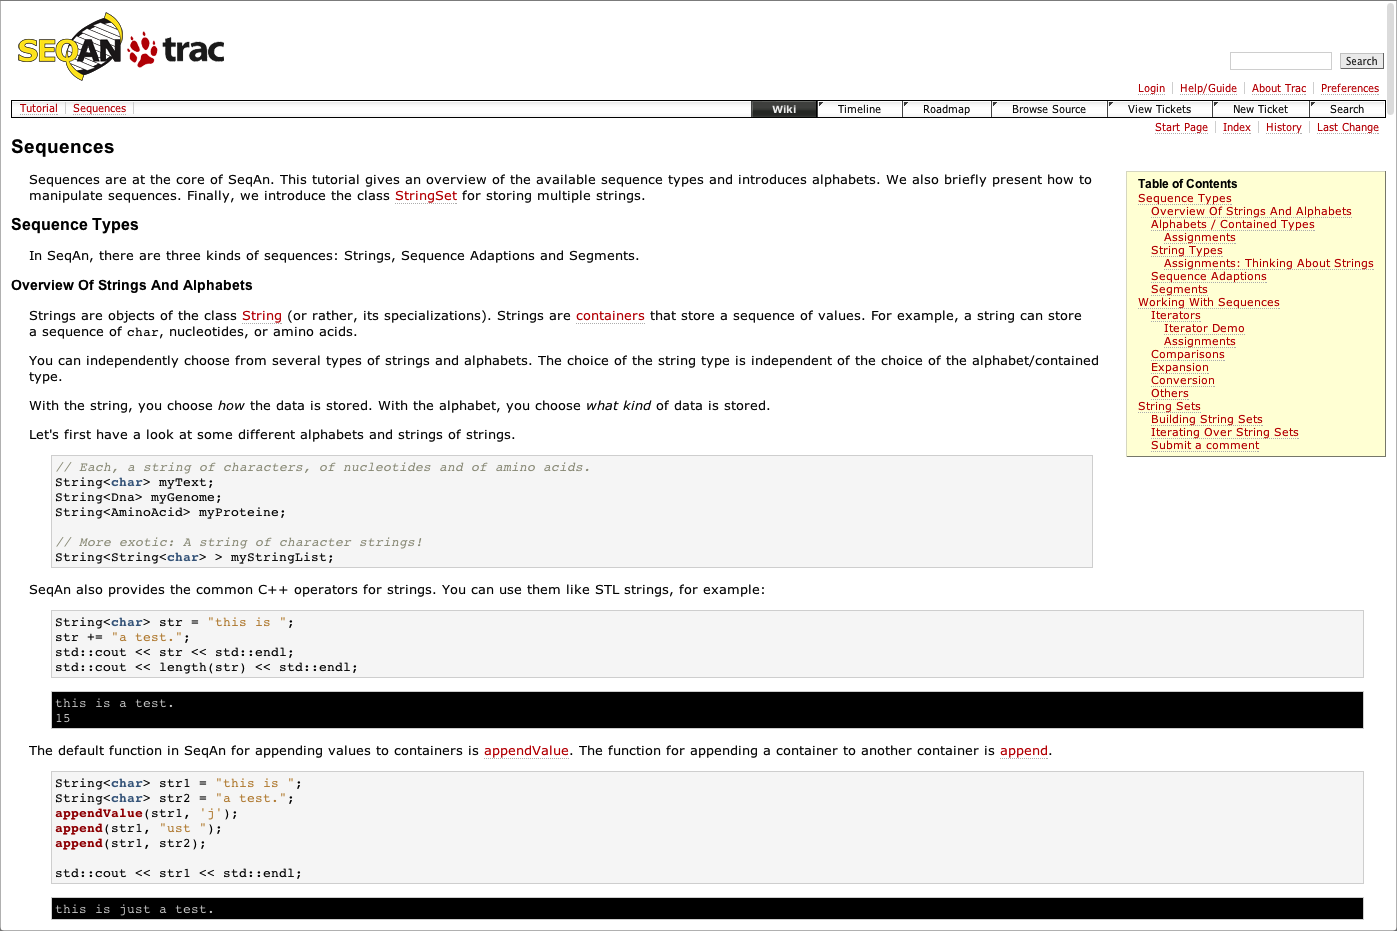 SEQAN trac
Search
Login Help/Guide About Trac Preferences
Tutorial Sequences Wiki Timeline Roadmap Browse Source View Tickets New Ticket Search
Start Page Index History Last Change
Sequences
Sequences are at the core of SeqAn. This tutorial gives an overview of the available sequence types and introduces alphabets. We also briefly present how to
manipulate sequences. Finally, we introduce the class StringSet for storing multiple strings.
Sequence Types
In SeqAn, there are three kinds of sequences: Strings, Sequence Adaptions and Segments.
Overview Of Strings And Alphabets
Strings are objects of the class String (or rather, its specializations). Strings are containers that store a sequence of values. For example, a string can store
a sequence of char, nucleotides, or amino acids.
You can independently choose from several types of strings and alphabets. The choice of the string type is independent of the choice of the alphabet/contained
type.
With the string, you choose how the data is stored. With the alphabet, you choose what kind of data is stored.
Let's first have a look at some different alphabets and strings of strings.
// Each, a string of characters, of nucleotides and of amino acids.
String<char> myText;
String<Dna> myGenome;
String<AminoAcid> myProteine;
// More exotic: A string of character strings!
String<String<char> > myStringList;
Table of Contents
Sequence Types
Overview Of Strings And Alphabets
Alphabets / Contained Types
Assignments
String Types
Assignments: Thinking About Strings
Sequence Adaptions
Segments
Working With Sequences
Iterators
Iterator Demo
Assignments
Comparisons
Expansion
Conversion
Others
String Sets
Building String Sets
Iterating Over String Sets
Submit a comment
SeqAn also provides the common C++ operators for strings. You can use them like STL strings, for example:
String<char> str = "this is ";
str += "a test.";
std::cout << str << std::endl;
std::cout << length(str) << std::endl;
this is a test.
15
The default function in SeqAn for appending values to containers is appendValue. The function for appending a container to another container is append.
String<char> str1 = "this is ";
String<char> str2 = "a test.";
appendValue(str1, 'j');
append(str1, "ust ");
append(str1, str2);
std::cout << str1 << std::endl;
this is just a test.